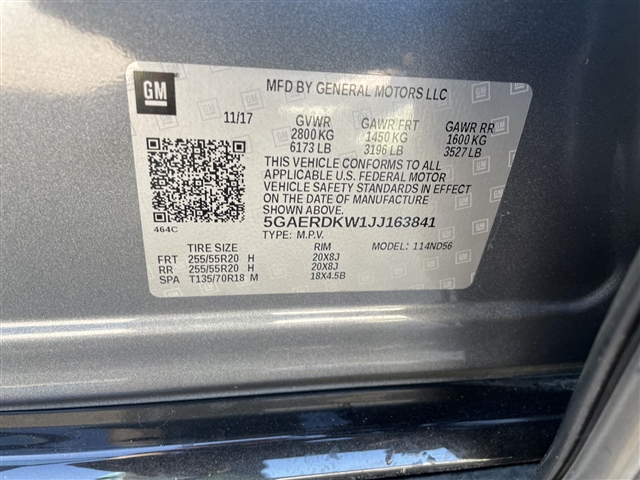 GM
MFD BY GENERAL MOTORS LLC
11/17 GVWR GAWR FRT GAWR RR
2800 KG 1450 KG 1600 KG
6173 LB 3196 LB 3527 LB
THIS VEHICLE CONFORMS TO ALL
APPLICABLE U.S. FEDERAL MOTOR
VEHICLE SAFETY STANDARDS IN EFFECT
ON THE DATE OF MANUFACTURE
SHOWN ABOVE.
464C 5GAERDKW1JJ163841
TYPE: M.P.V. MODEL: 114ND56
TIRE SIZE RIM
FRT 255/55R20 H 20X8J
RR 255/55R20 H 20X8J
SPA T135/70R18 M 18X4.5B